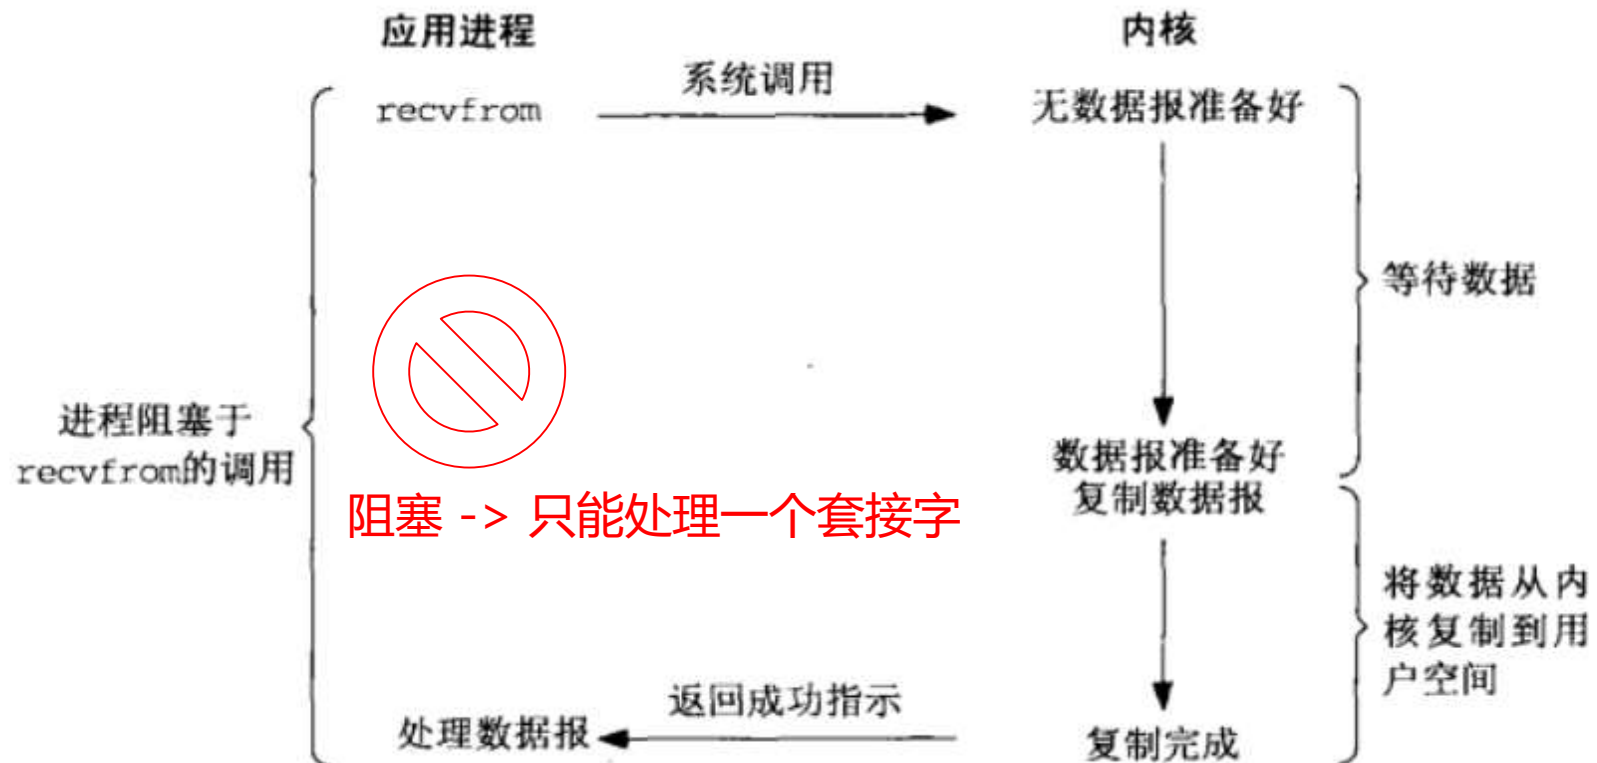 应用进程
内核
系统调用
recvfrom
无数据报准备好
等待数据
进程阻塞于
recvfrom的调用
数据报准备好
复制数据报
阻塞 -> 只能处理一个套接字
将数据从内
核复制到用
户空间
返回成功指示
处理数据报
复制完成